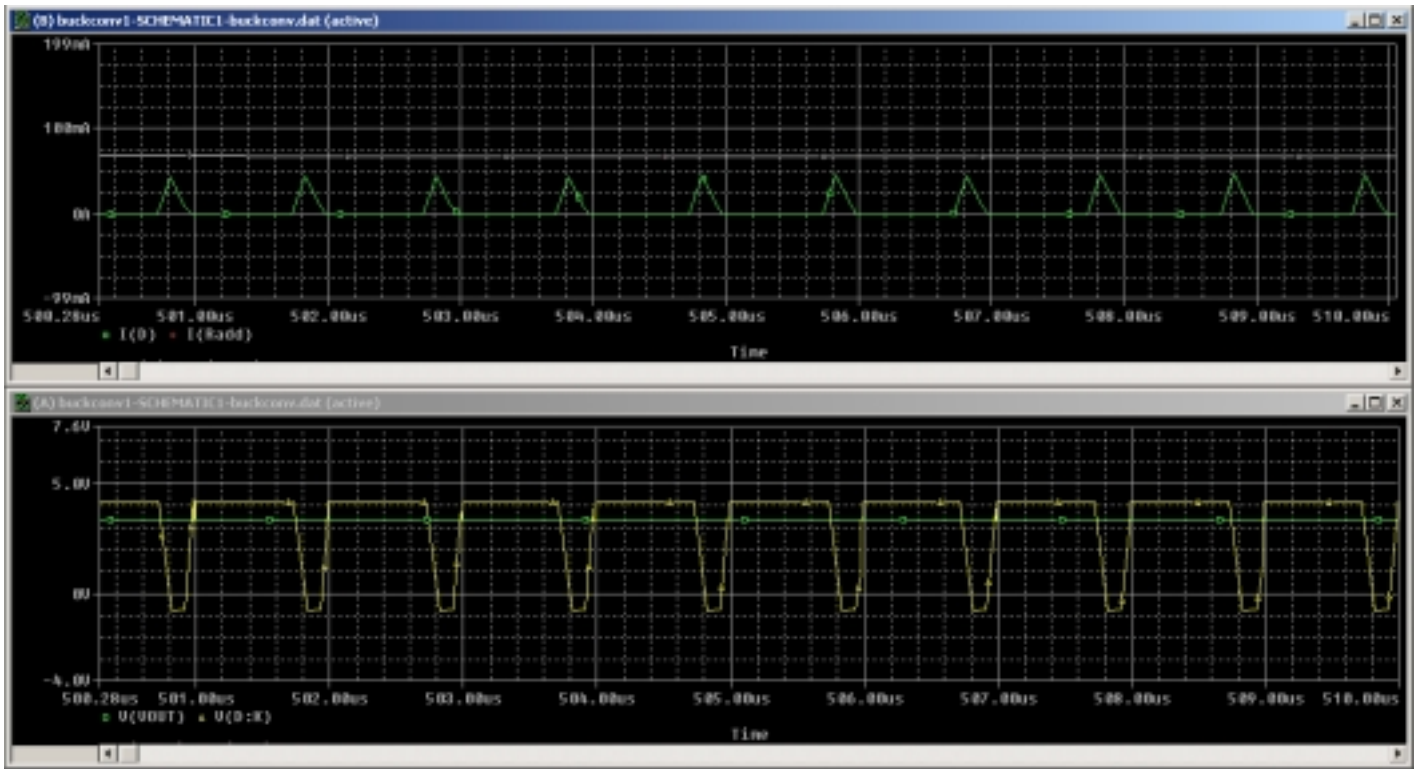 (B) buckconv1-SCHEMATIC1-buckconv.dat (active)
199mA
100mA
0A
-99mA
500.28us 501.00us 502.00us 503.00us 504.00us 505.00us 506.00us 507.00us 508.00us 509.00us 510.00us
I(D) I(Radd)
Time
(A) buckconv1-SCHEMATIC1-buckconv.dat (active)
7.6V
5.0V
0V
-4.0V
500.28us 501.00us 502.00us 503.00us 504.00us 505.00us 506.00us 507.00us 508.00us 509.00us 510.00us
V(VOUT) V(D:K)
Time